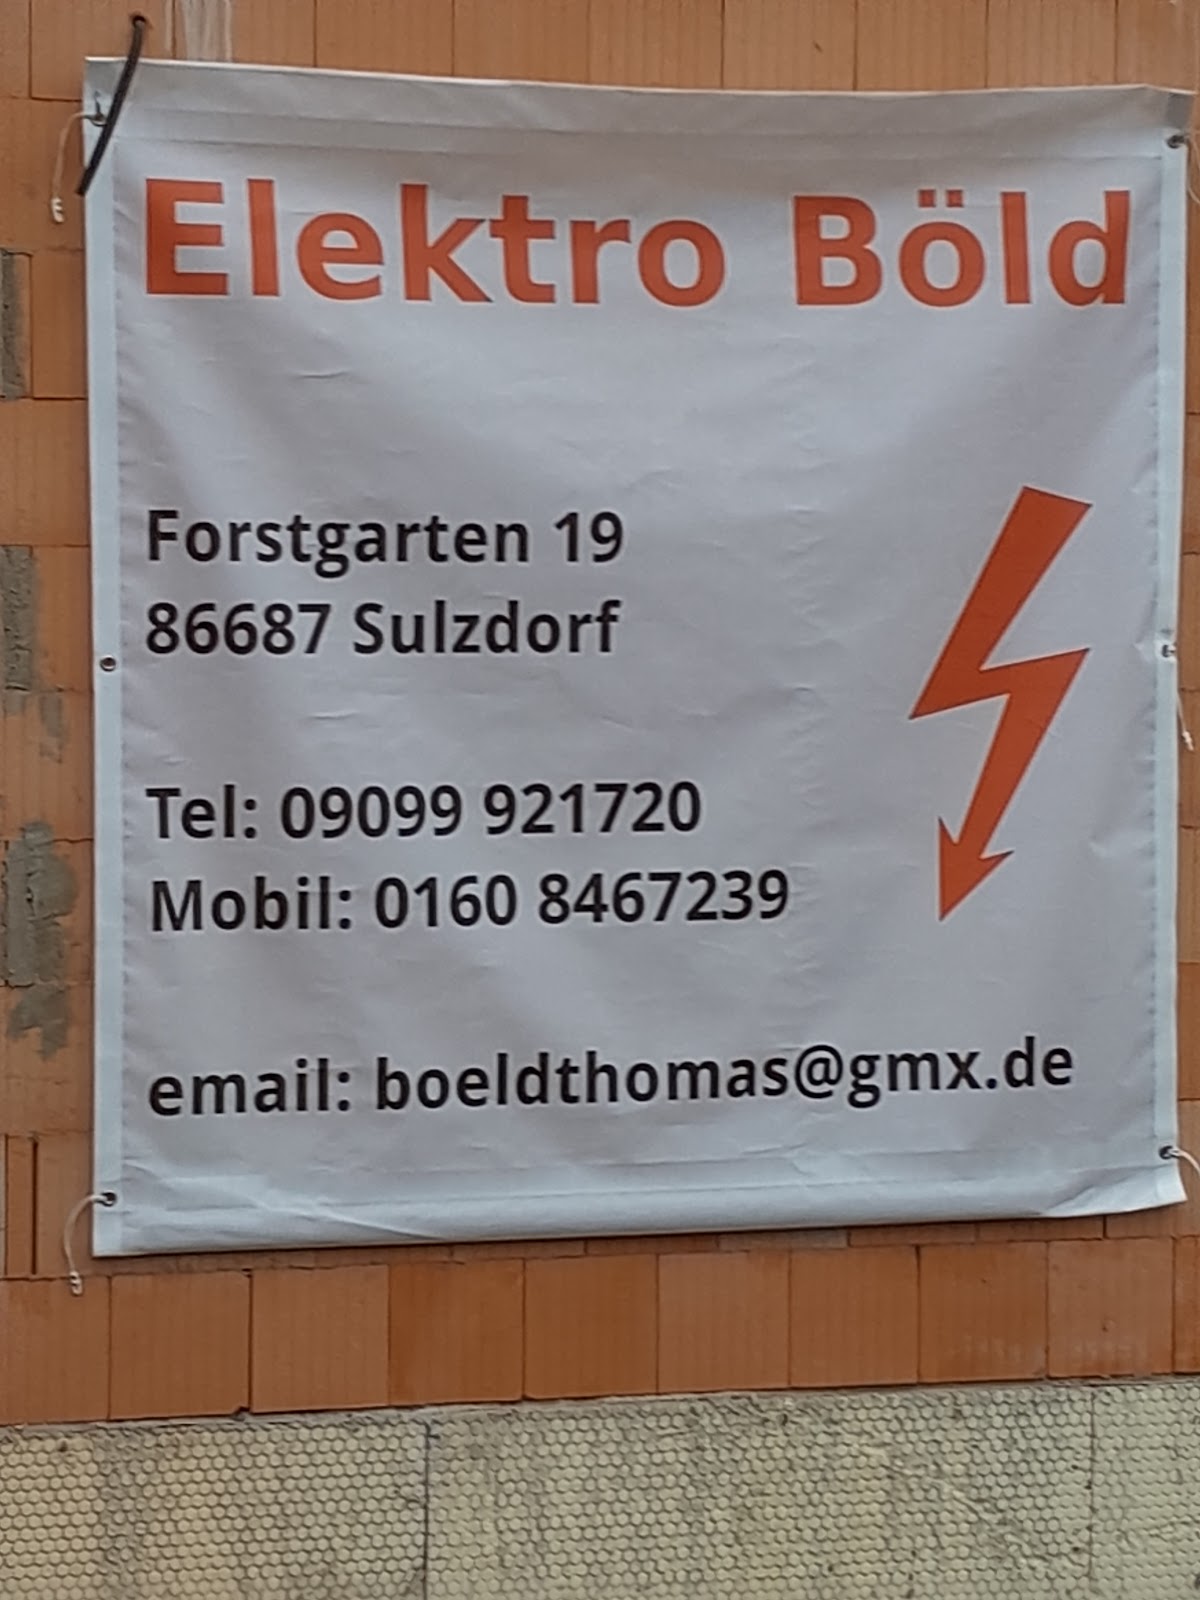 Elektro Böld
Forstgarten 19
86687 Sulzdorf
Tel: 09099 921720
Mobil: 0160 8467239
email: boeldthomas@gmx.de